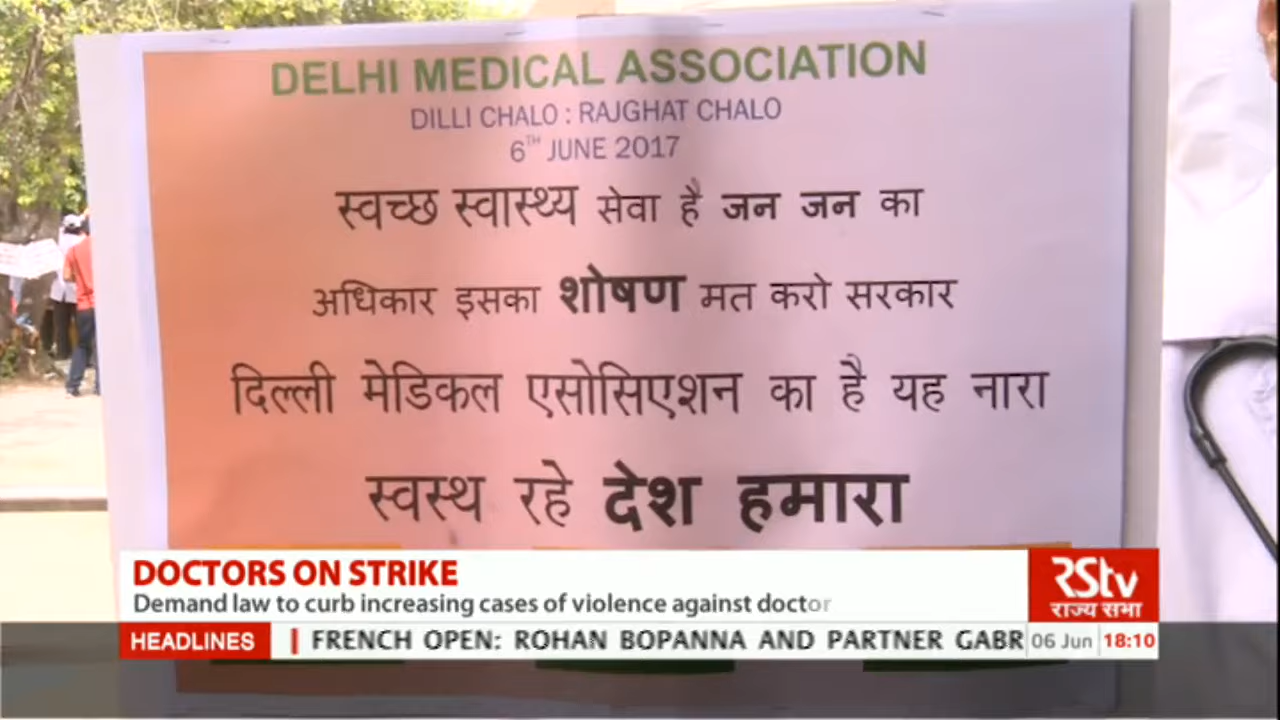 DELHI MEDICAL ASSOCIATION
DILLI CHALO : RAJGHAT CHALO
6TH JUNE 2017
स्वच्छ स्वास्थ्य सेवा है जन जन का
अधिकार इसका शोषण मत करो सरकार
दिल्ली मेडिकल एसोसिएशन का है यह नारा
स्वस्थ रहे देश हमारा
DOCTORS ON STRIKE
Demand law to curb increasing cases of violence against doctor
RStv
राज्य सभा
HEADLINES
FRENCH OPEN: ROHAN BOPANNA AND PARTNER GABR
06 Jun
18:10